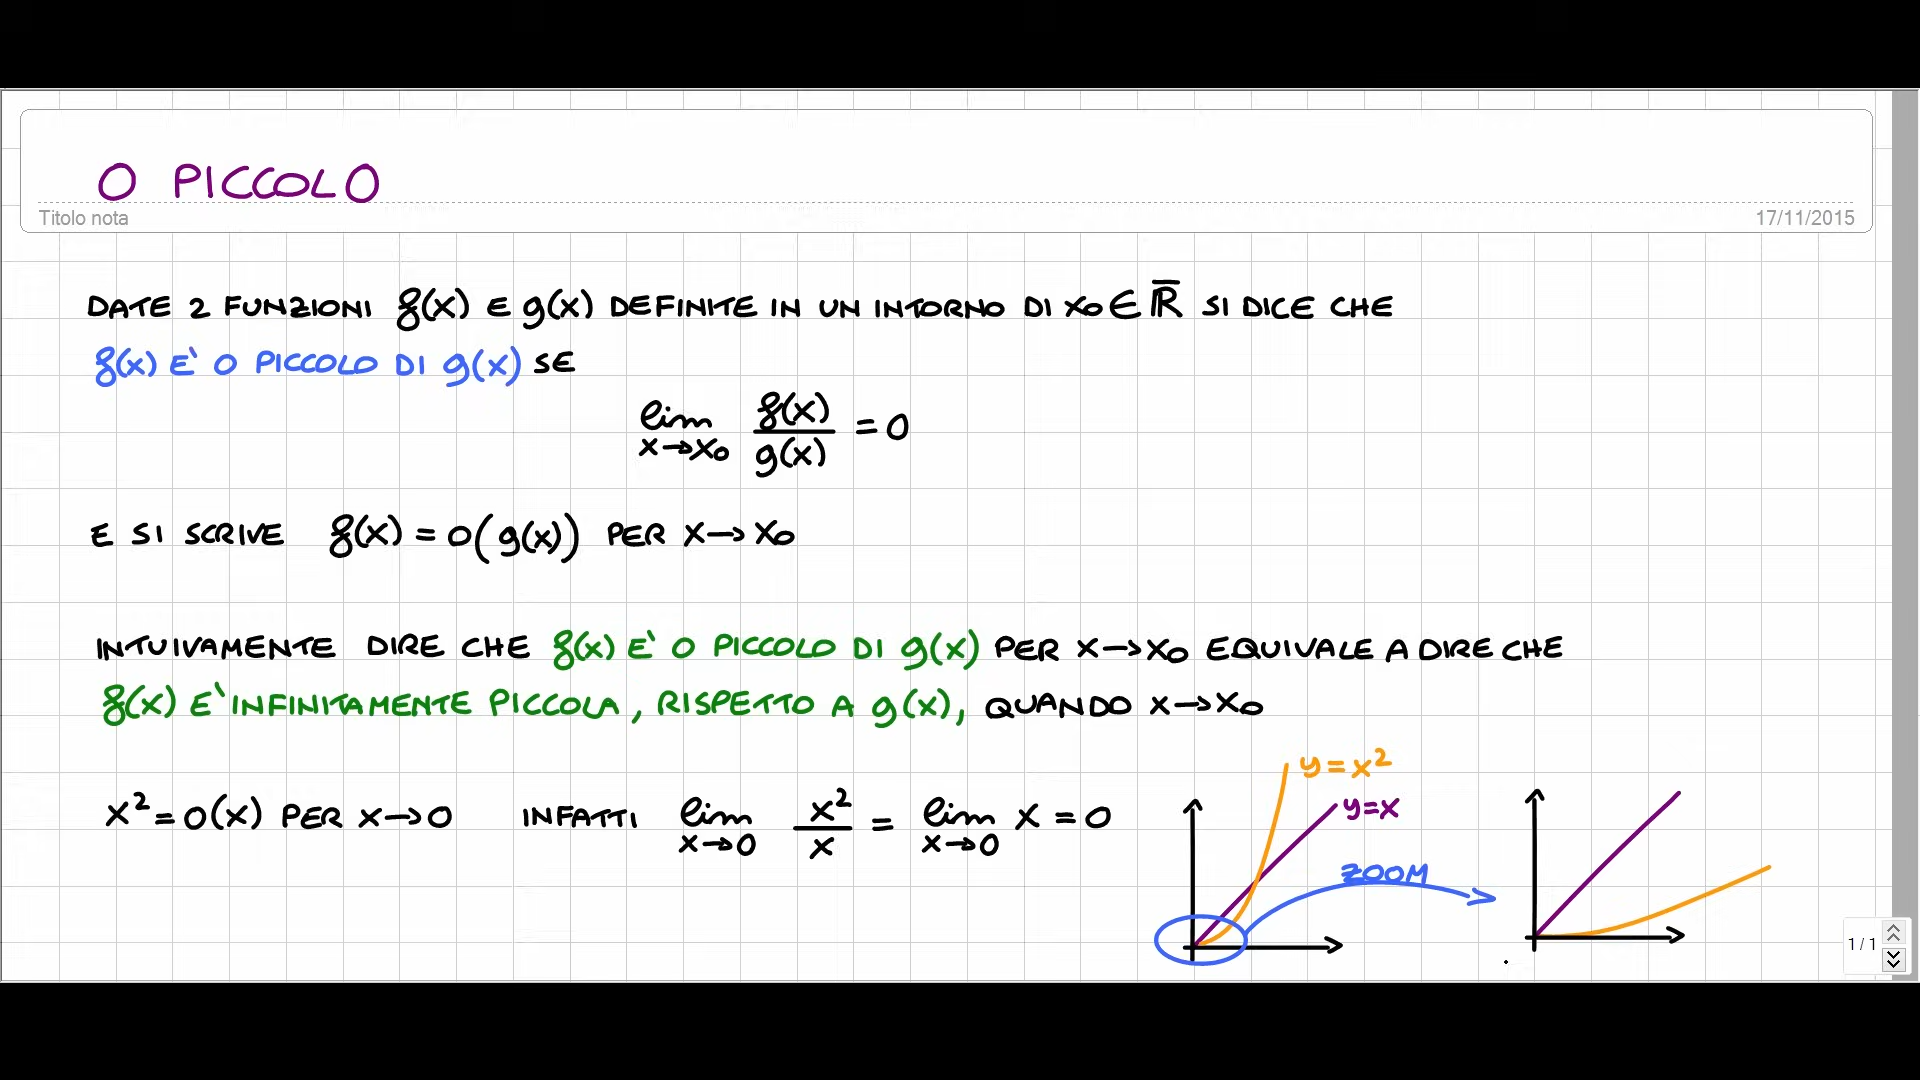 O PICCOLO
Titolo nota
17/11/2015
DATE 2 FUNZIONI f(x) E g(x) DEFINITE IN UN INTORNO DI x₀ ∈ ℝ̅ SI DICE CHE
f(x) E' O PICCOLO DI g(x) SE
lim x→x₀ f(x)/g(x) = 0
E SI SCRIVE f(x) = o(g(x)) PER x→x₀
INTUIVAMENTE DIRE CHE f(x) E' O PICCOLO DI g(x) PER x→x₀ EQUIVALE A DIRE CHE
f(x) E' INFINITAMENTE PICCOLA, RISPETTO A g(x), QUANDO x→x₀
x² = o(x) PER x→0 INFATTI lim x→0 x²/x = lim x→0 x = 0
y = x²
y = x
ZOOM
1 / 1